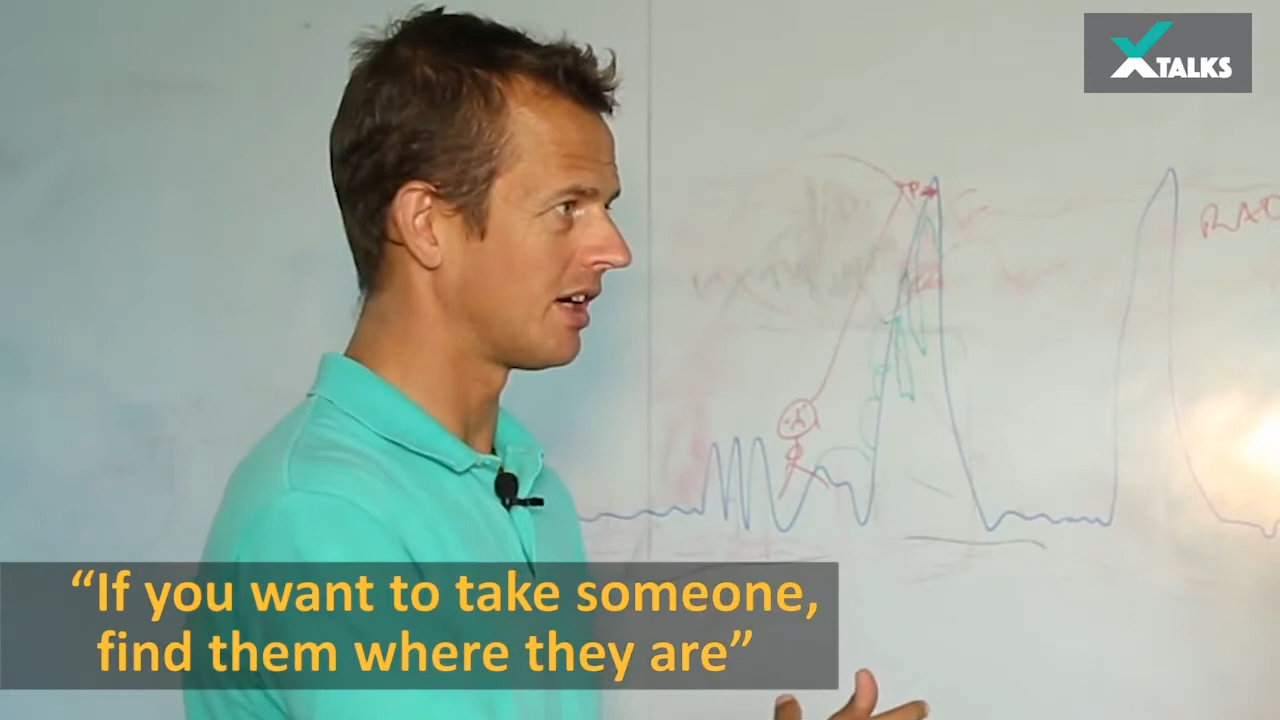 XTALKS
“If you want to take someone,
find them where they are”